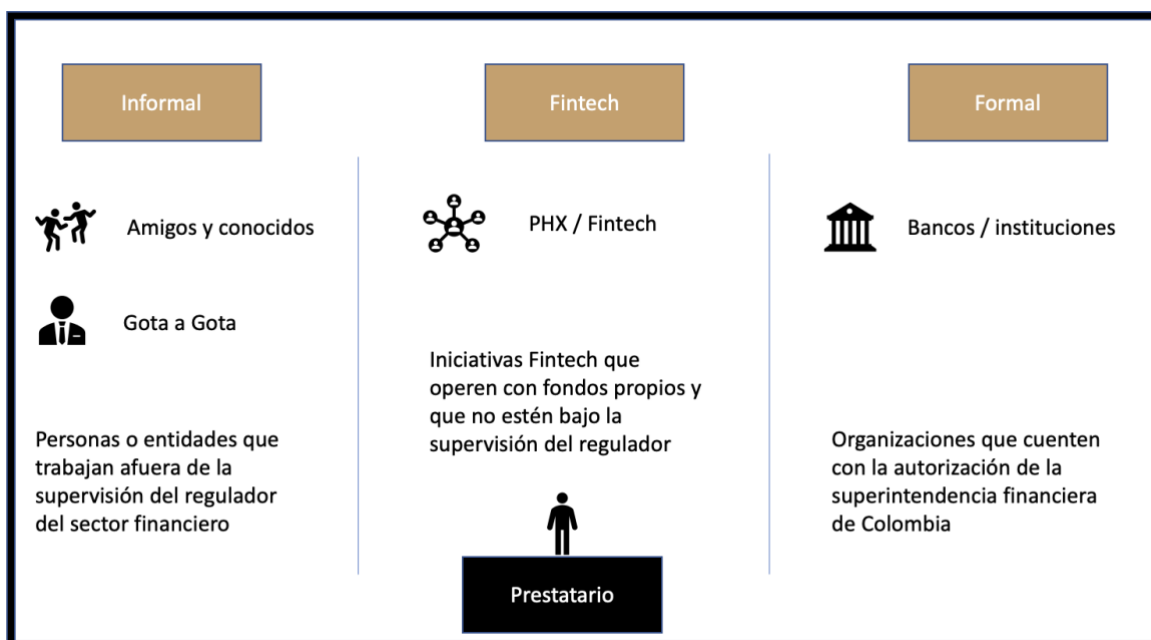 Informal
Fintech
Formal
Amigos y conocidos
PHX / Fintech
Bancos / instituciones
Gota a Gota
Iniciativas Fintech que
operen con fondos propios y
que no estén bajo la
supervisión del regulador
Personas o entidades que
trabajan afuera de la
supervisión del regulador
del sector financiero
Organizaciones que cuenten
con la autorización de la
superintendencia financiera
de Colombia
Prestatario